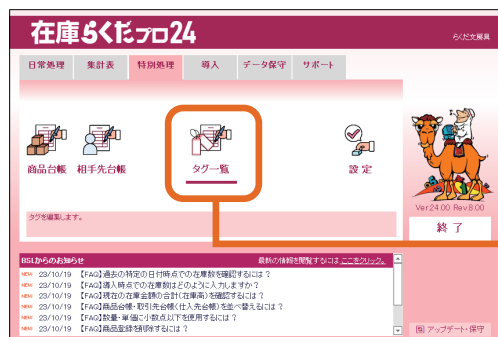 在庫らくだプロ24
らくだ文房具
日常処理 集計表 特別処理 導入 データ保守 サポート
商品台帳 相手先台帳 タグ一覧 設定
タグを編集します。
Ver24.00 Rev8.00
終了
BSLからのお知らせ 最新の情報を閲覧するには ここをクリック。
NEW 23/10/19 【FAQ】過去の特定の日付時点での在庫数を確認するには？
NEW 23/10/19 【FAQ】導入時点での在庫数はどのように入力しますか？
NEW 23/10/19 【FAQ】現在の在庫金額の合計(在庫高)を確認するには？
NEW 23/10/19 【FAQ】商品台帳・取引先台帳(仕入先台帳)を並べ替えるには？
NEW 23/10/19 【FAQ】数量・単価に小数点以下を使用するには？
NEW 23/10/19 【FAQ】商品登録を削除するには？
アップデート・保守